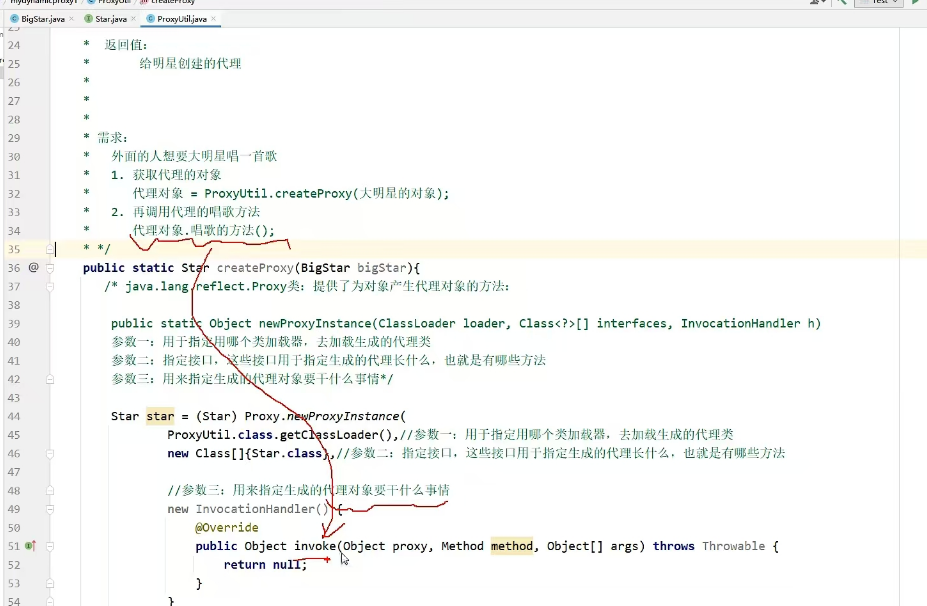 mydynamicproxy1 ProxyUtil createProxy Test
BigStar.java Star.java ProxyUtil.java
24 * 返回值：
25 * 给明星创建的代理
26 *
27 *
28 *
29 * 需求：
30 * 外面的人想要大明星唱一首歌
31 * 1. 获取代理的对象
32 * 代理对象 = ProxyUtil.createProxy(大明星的对象);
33 * 2. 再调用代理的唱歌方法
34 * 代理对象.唱歌的方法();
35 * */
36 @ public static Star createProxy(BigStar bigStar){
37 /* java.lang.reflect.Proxy类：提供了为对象产生代理对象的方法：
38
39 public static Object newProxyInstance(ClassLoader loader, Class<?>[] interfaces, InvocationHandler h)
40 参数一：用于指定用哪个类加载器，去加载生成的代理类
41 参数二：指定接口，这些接口用于指定生成的代理长什么，也就是有哪些方法
42 参数三：用来指定生成的代理对象要干什么事情*/
43
44 Star star = (Star) Proxy.newProxyInstance(
45 ProxyUtil.class.getClassLoader(),//参数一：用于指定用哪个类加载器，去加载生成的代理类
46 new Class[]{Star.class},//参数二：指定接口，这些接口用于指定生成的代理长什么，也就是有哪些方法
47
48 //参数三：用来指定生成的代理对象要干什么事情
49 new InvocationHandler() {
50 @Override
51 public Object invoke(Object proxy, Method method, Object[] args) throws Throwable {
52 return null;
53 }
54 }